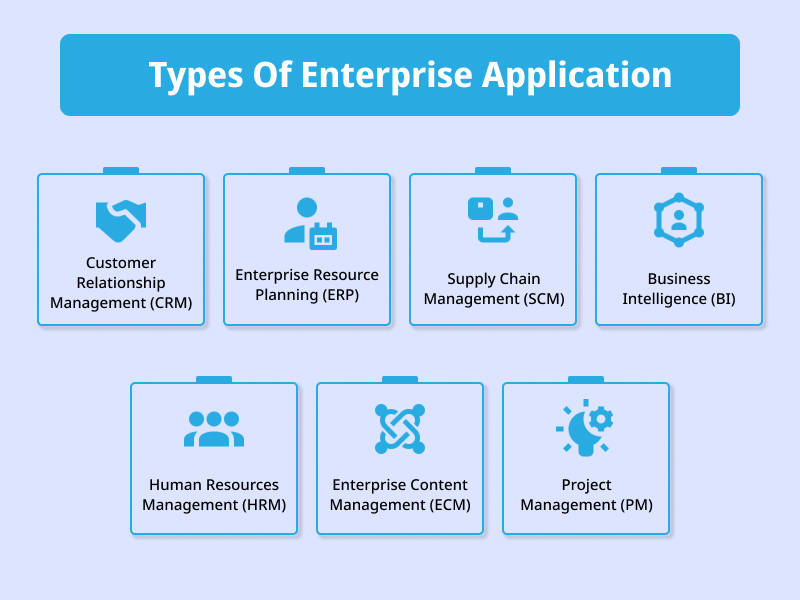 Types Of Enterprise Application
Customer
Relationship
Management (CRM)
Enterprise Resource
Planning (ERP)
Supply Chain
Management (SCM)
Business
Intelligence (BI)
Human Resources
Management (HRM)
Enterprise Content
Management (ECM)
Project
Management (PM)